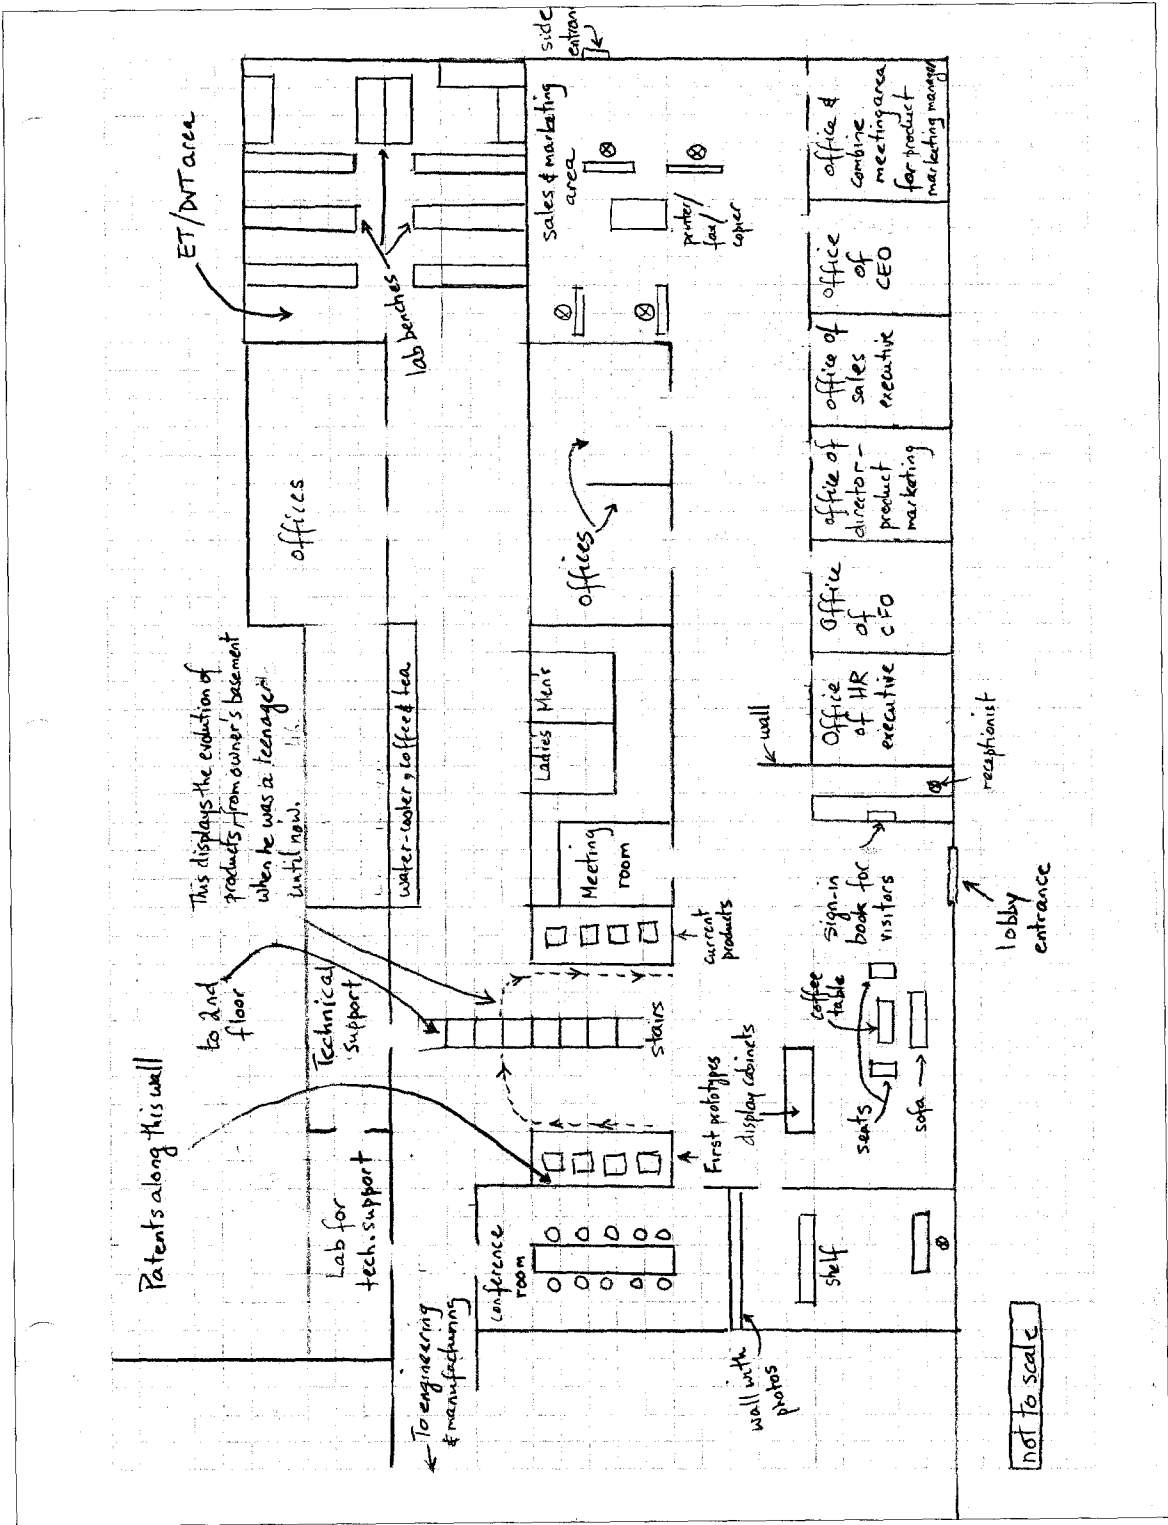 Patents along this wall
to 2nd
floor
This displays the evolution of
products, from owner's basement
when he was a teenager
until now.
ET/DVT area
offices
Lab for
tech. support
Technical
support
water-cooler, coffee & tea
lab benches
To engineering
& manufacturing
conference
room
stairs
Meeting
room
Ladies'
Men's
offices
sales & marketing
area
side
entrance
First prototypes
display cabinets
current
products
printer/
fax/
copier
wall with
photos
shelf
seats
sofa
coffee
table
sign-in
book for
visitors
wall
receptionist
lobby
entrance
Office
of HR
executive
Office
of
CFO
office of
director-
product
marketing
office of
sales
executive
office
of
CEO
office &
combine
meeting area
for product
marketing manager
not to scale